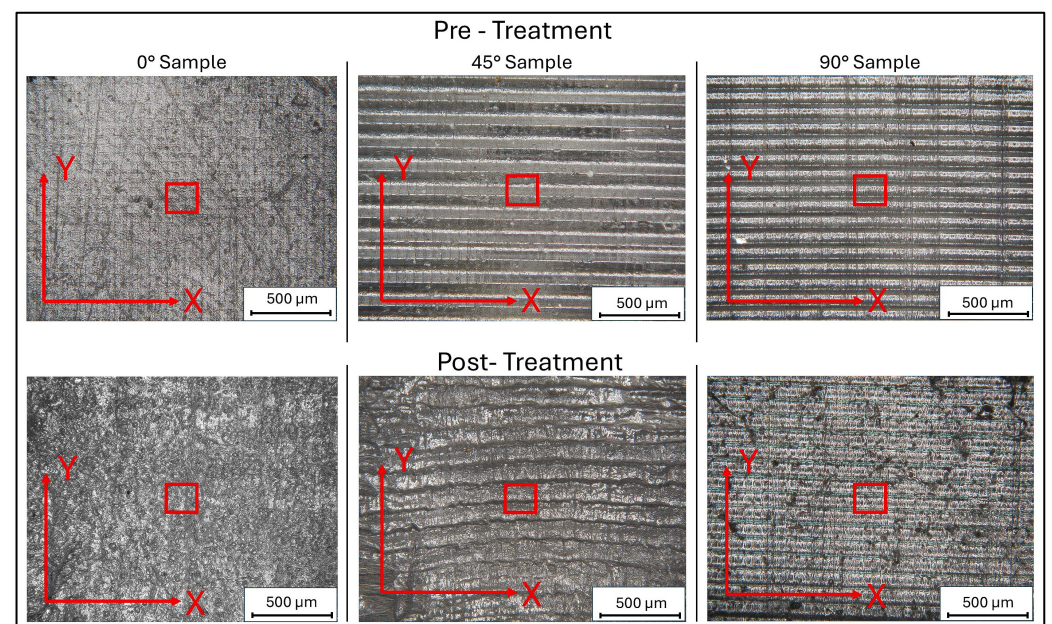 Pre - Treatment
0° Sample
45° Sample
90° Sample
Y
X
500 µm
Y
X
500 µm
Y
X
500 µm
Post- Treatment
Y
X
500 µm
Y
X
500 µm
Y
X
500 µm